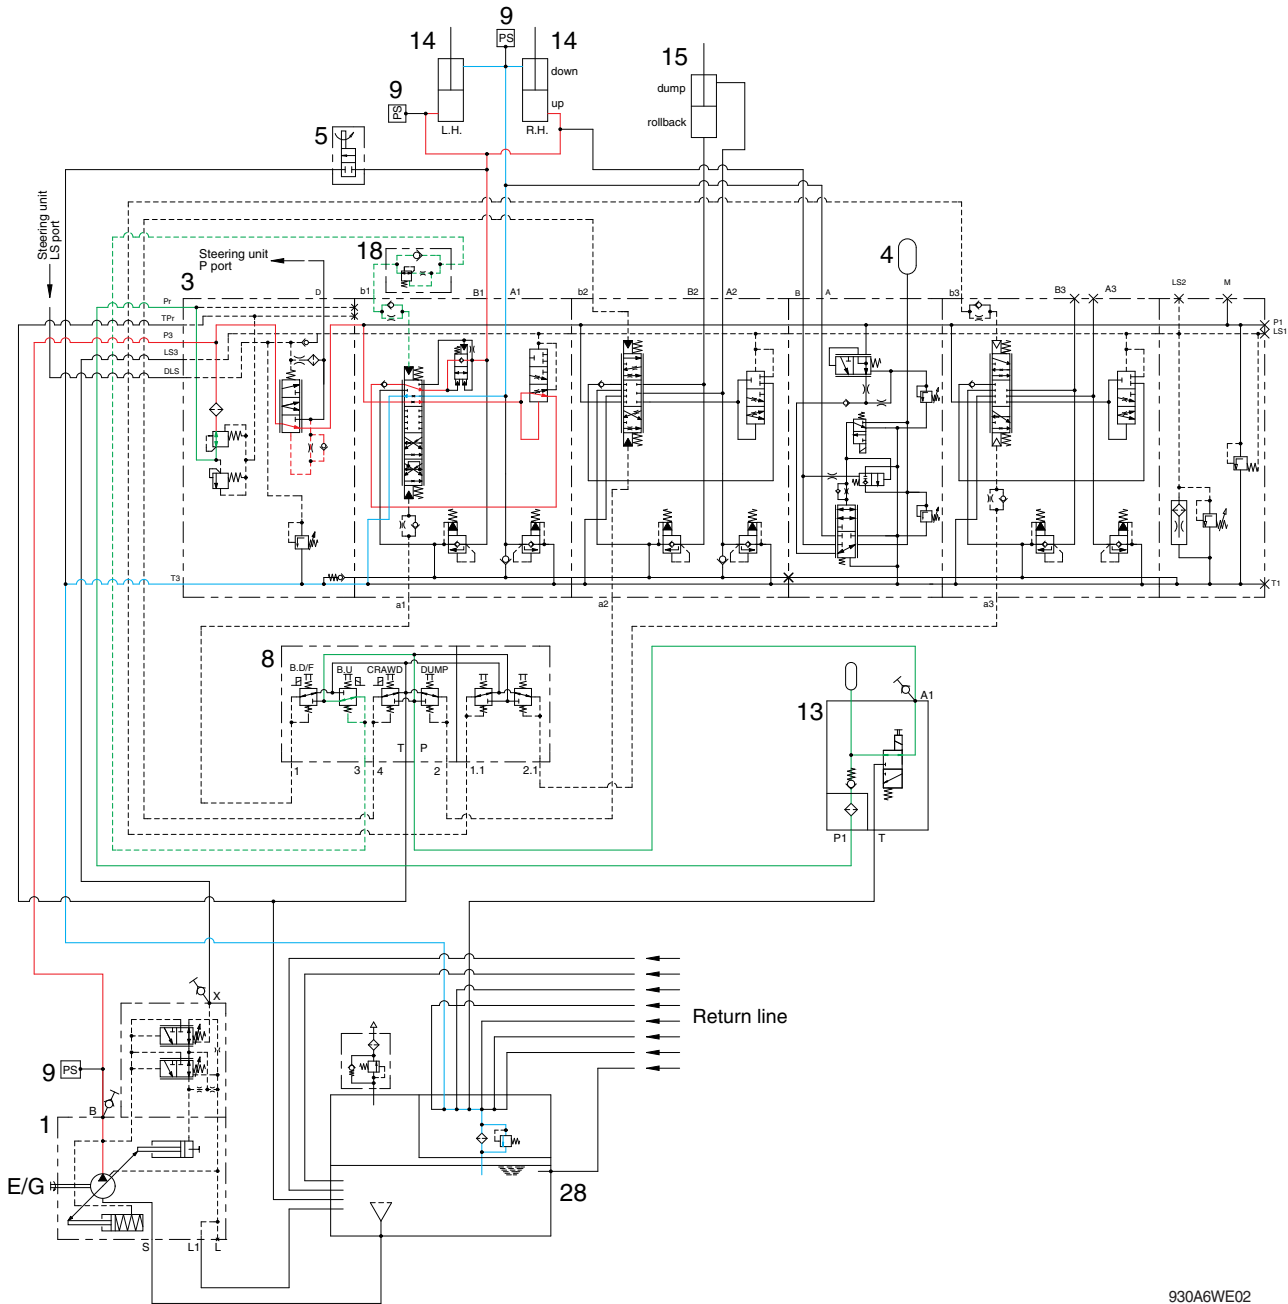 9
14
PS
14
15
down
dump
9
PS
up
rollback
5
L.H.
R.H.
Steering unit
LS port
Steering unit
P port
18
4
3
D
b1
B1
A1
b2
B2
A2
B
A
b3
B3
A3
LS2
M
Pr
TPr
P3
LS3
DLS
P1
LS1
T3
T1
a1
a2
a3
8
B.D/F
B.U
CRAWD
DUMP
T
P
1
3
4
2
1.1
2.1
13
A1
P1
T
X
9
PS
B
1
E/G
S
L1
L
Return line
28
930A6WE02